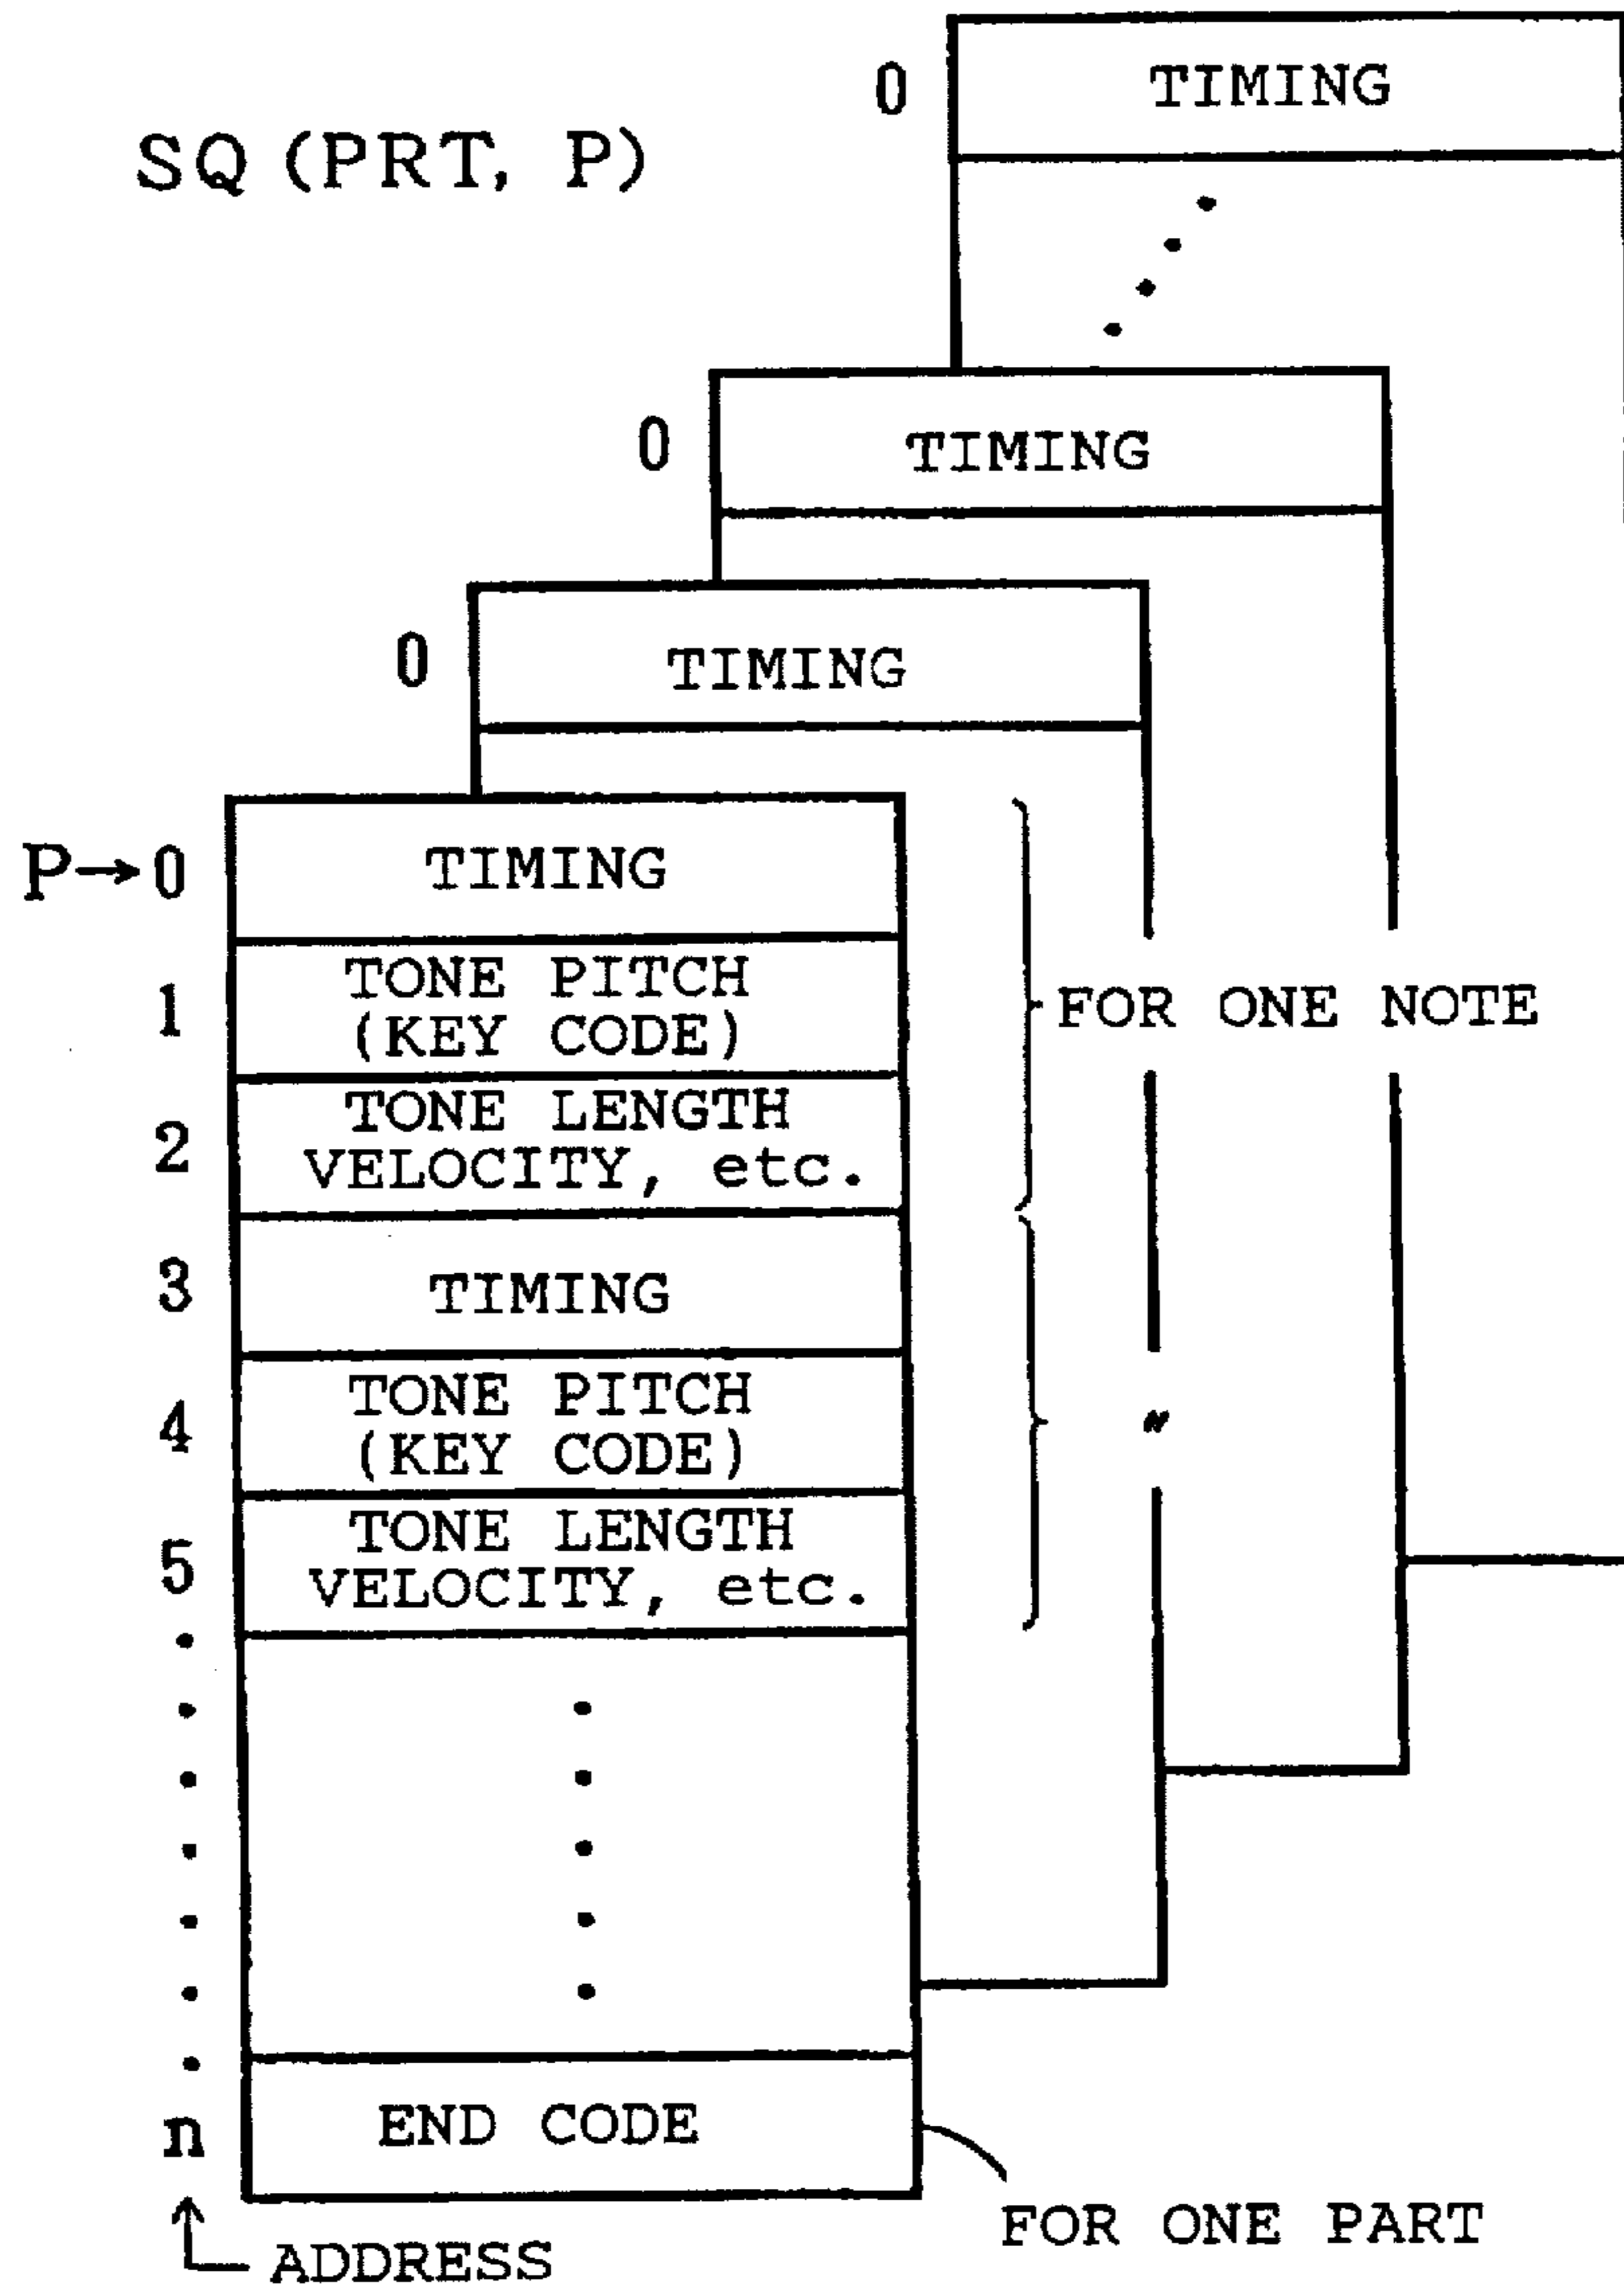 0 TIMING
SQ (PRT, P)
0 TIMING
0 TIMING
P→0 TIMING
1 TONE PITCH
(KEY CODE)
FOR ONE NOTE
2 TONE LENGTH
VELOCITY, etc.
3 TIMING
4 TONE PITCH
(KEY CODE)
〃
5 TONE LENGTH
VELOCITY, etc.
n END CODE
FOR ONE PART
ADDRESS